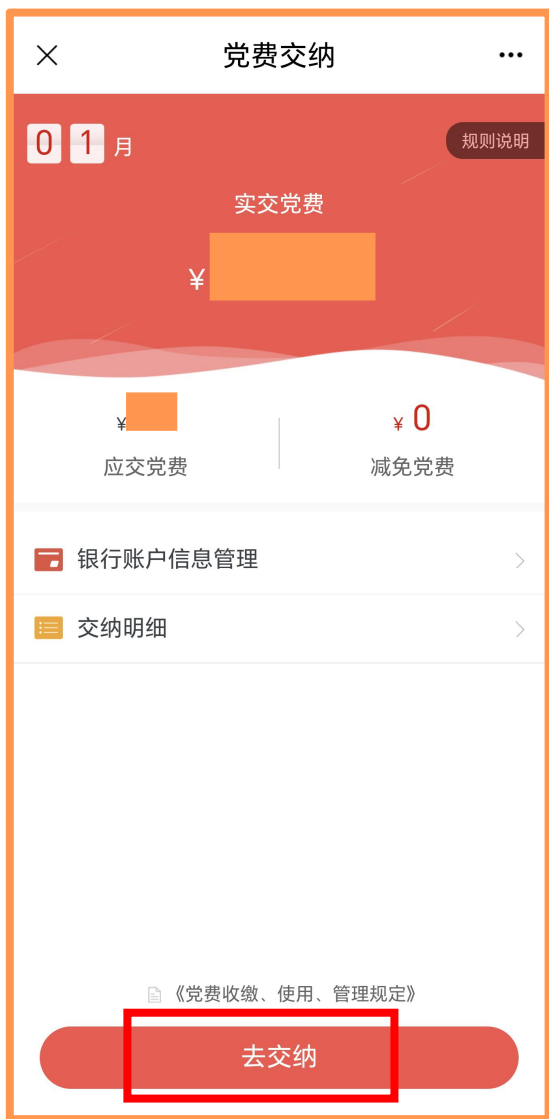 党费交纳
01月
规则说明
实交党费
¥
¥
¥ 0
应交党费
减免党费
银行账户信息管理
交纳明细
《党费收缴、使用、管理规定》
去交纳